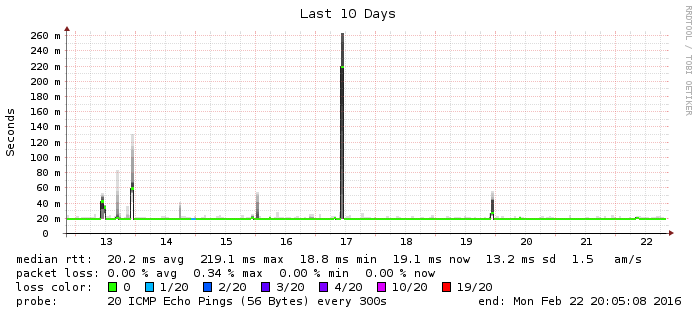 Last 10 Days
RRDTOOL / TOBI OETIKER
Seconds
260 m
240 m
220 m
200 m
180 m
160 m
140 m
120 m
100 m
80 m
60 m
40 m
20 m
0
13 14 15 16 17 18 19 20 21 22
median rtt: 20.2 ms avg 219.1 ms max 18.8 ms min 19.1 ms now 13.2 ms sd 1.5 am/s
packet loss: 0.00 % avg 0.34 % max 0.00 % min 0.00 % now
loss color: 0 1/20 2/20 3/20 4/20 10/20 19/20
probe: 20 ICMP Echo Pings (56 Bytes) every 300s end: Mon Feb 22 20:05:08 2016